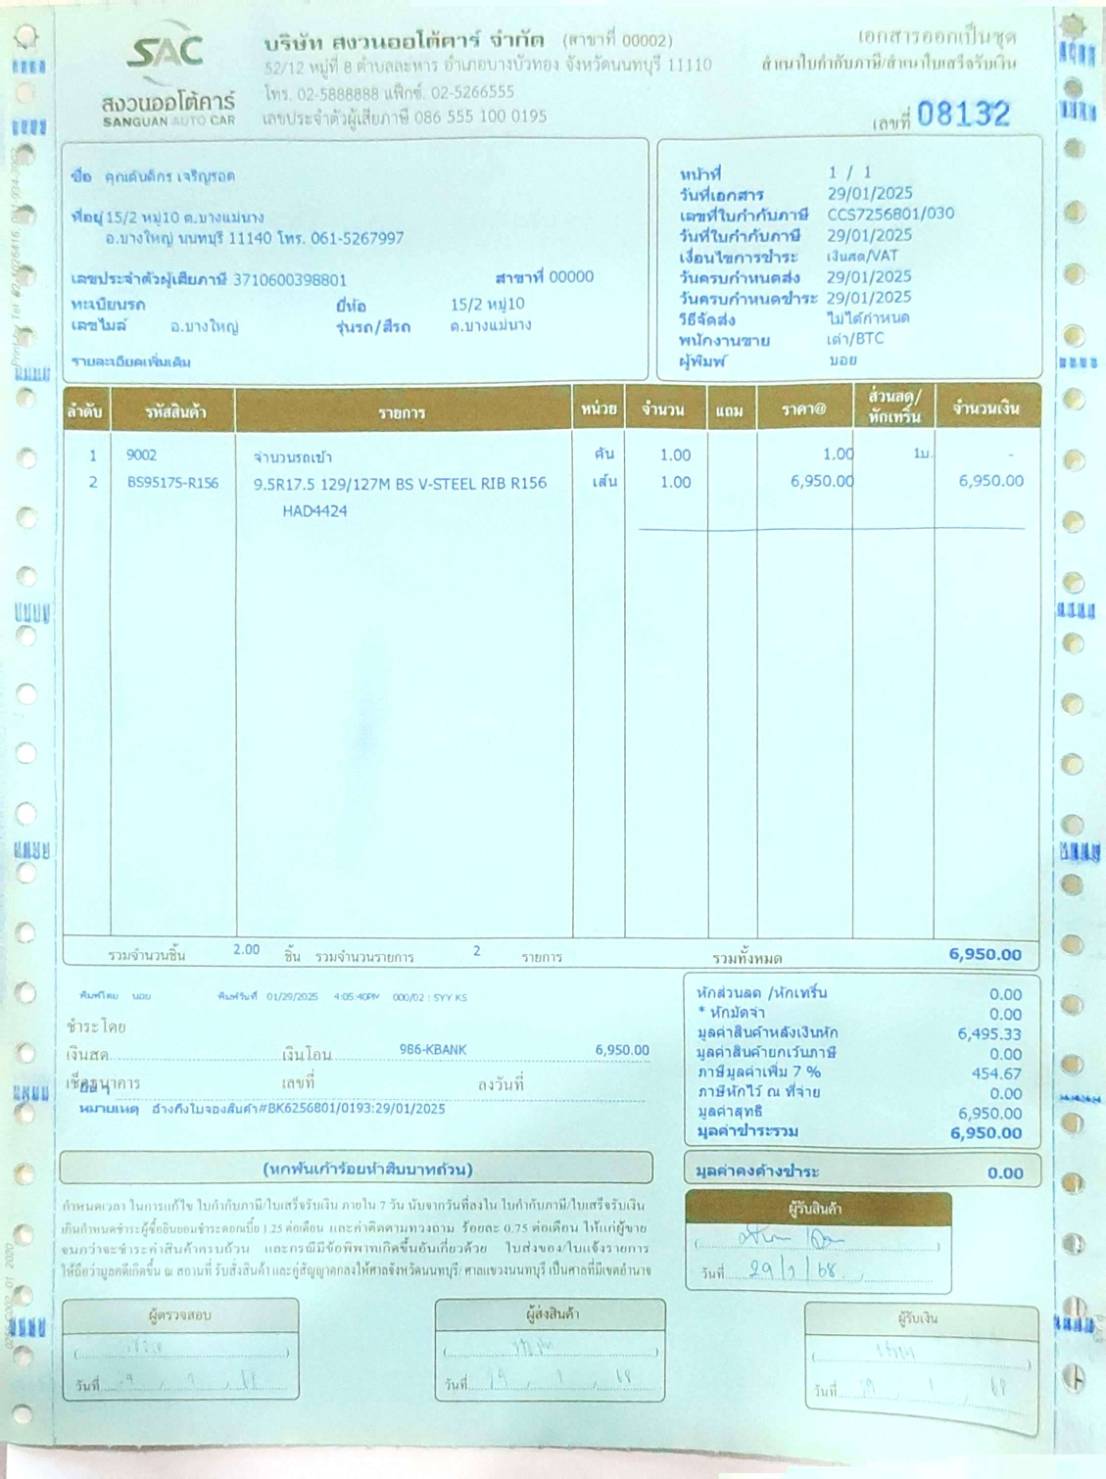 SAC
สงวนออโต้คาร์
SANGUAN AUTO CAR
บริษัท สงวนออโต้คาร์ จำกัด (สาขาที่ 00002)
52/12 หมู่ที่ 8 ตำบลละหาร อำเภอบางบัวทอง จังหวัดนนทบุรี 11110
โทร. 02-5888888 แฟ็กซ์. 02-5266555
เลขประจำตัวผู้เสียภาษี 086 555 100 0195
เอกสารออกเป็นชุด
สำเนาใบกำกับภาษี/สำเนาใบเสร็จรับเงิน
เลขที่ 08132
ชื่อ คุณคันศิกร เจริญรอด
ที่อยู่ 15/2 หมู่10 ต.บางแม่นาง
อ.บางใหญ่ นนทบุรี 11140 โทร. 061-5267997
เลขประจำตัวผู้เสียภาษี 3710600398801 สาขาที่ 00000
ทะเบียนรถ ยี่ห้อ 15/2 หมู่10
เลขไมล์ อ.บางใหญ่ รุ่นรถ/สีรถ ต.บางแม่นาง
รายละเอียดเพิ่มเติม
หน้าที่ 1 / 1
วันที่เอกสาร 29/01/2025
เลขที่ใบกำกับภาษี CCS7256801/030
วันที่ใบกำกับภาษี 29/01/2025
เงื่อนไขการชำระ เงินสด/VAT
วันครบกำหนดส่ง 29/01/2025
วันครบกำหนดชำระ 29/01/2025
วิธีจัดส่ง ไม่ได้กำหนด
พนักงานขาย เต่า/BTC
ผู้พิมพ์ บอย
ลำดับ รหัสสินค้า รายการ หน่วย จำนวน แถม ราคา@ ส่วนลด/หักเทริ์น จำนวนเงิน
1 9002 จำนวนรถเข้า คัน 1.00 1.00 1บ. -
2 BS95175-R156 9.5R17.5 129/127M BS V-STEEL RIB R156 เส้น 1.00 6,950.00 6,950.00
HAD4424
รวมจำนวนชิ้น 2.00 ชิ้น รวมจำนวนรายการ 2 รายการ รวมทั้งหมด 6,950.00
พิมพ์โดย บอย พิมพ์วันที่ 01/29/2025 4:05:40PM 000/02 : SYY KS
ชำระโดย
เงินสด เงินโอน 986-KBANK 6,950.00
เช็คธนาคาร เลขที่ ลงวันที่
อื่นๆ
หมายเหตุ อ้างถึงใบจองสินค้า#BK6256801/0193:29/01/2025
หักส่วนลด /หักเทริ์น 0.00
* หักมัดจำ 0.00
มูลค่าสินค้าหลังเงินหัก 6,495.33
มูลค่าสินค้ายกเว้นภาษี 0.00
ภาษีมูลค่าเพิ่ม 7 % 454.67
ภาษีหักไว้ ณ ที่จ่าย 0.00
มูลค่าสุทธิ 6,950.00
มูลค่าชำระรวม 6,950.00
(หกพันเก้าร้อยห้าสิบบาทถ้วน)
มูลค่าคงค้างชำระ 0.00
กำหนดเวลา ในการแก้ไข ใบกำกับภาษี/ใบเสร็จรับเงิน ภายใน 7 วัน นับจากวันที่ลงใน ใบกำกับภาษี/ใบเสร็จรับเงิน
เกินกำหนดชำระผู้ซื้อยินยอมชำระดอกเบี้ย 1.25 ต่อเดือน และค่าติดตามทวงถาม ร้อยละ 0.75 ต่อเดือน ให้แก่ผู้ขาย
จนกว่าจะชำระค่าสินค้าครบถ้วน และกรณีมีข้อพิพาทเกิดขึ้นอันเกี่ยวด้วย ใบส่งของ/ใบแจ้งรายการ
ให้ถือว่ามูลคดีเกิดขึ้น ณ สถานที่ รับสั่งสินค้า และคู่สัญญาตกลงให้ศาลจังหวัดนนทบุรี/ ศาลแขวงนนทบุรี เป็นศาลที่มีเขตอำนาจ
ผู้รับสินค้า
วันที่ 29/1/68
ผู้ตรวจสอบ
วันที่
ผู้ส่งสินค้า
วันที่
ผู้รับเงิน
วันที่